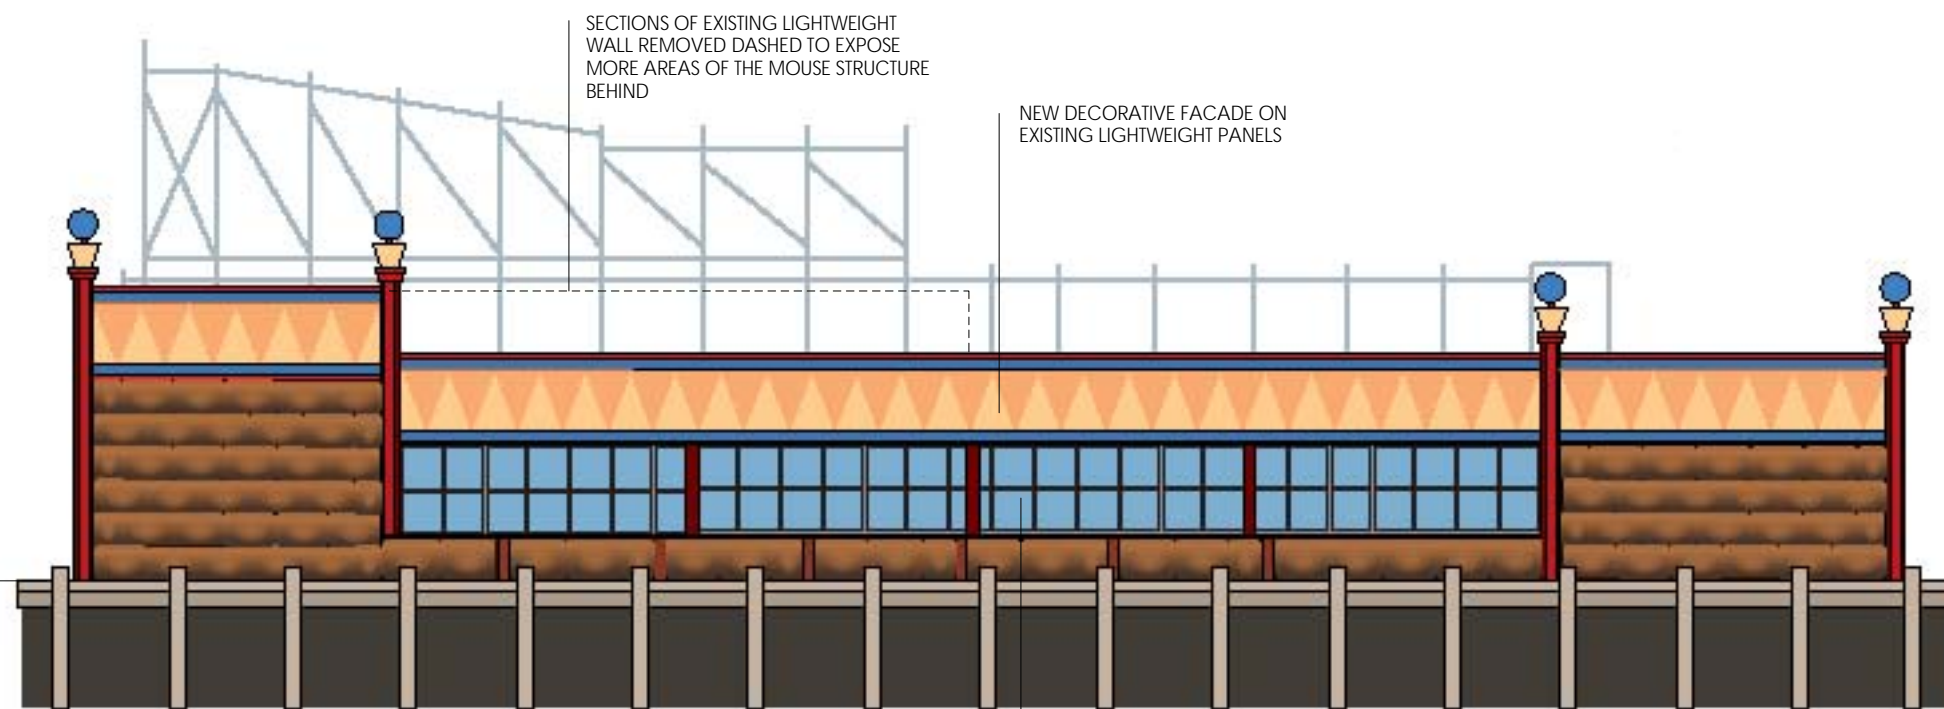 SECTIONS OF EXISTING LIGHTWEIGHT
WALL REMOVED DASHED TO EXPOSE
MORE AREAS OF THE MOUSE STRUCTURE
BEHIND
NEW DECORATIVE FACADE ON
EXISTING LIGHTWEIGHT PANELS